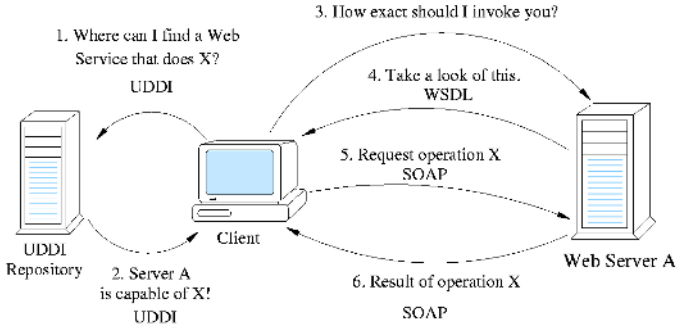 3. How exact should I invoke you?
1. Where can I find a Web
Service that does X?
UDDI
4. Take a look of this.
WSDL
5. Request operation X
SOAP
UDDI
Repository
Client
2. Server A
is capable of X!
UDDI
6. Result of operation X
SOAP
Web Server A